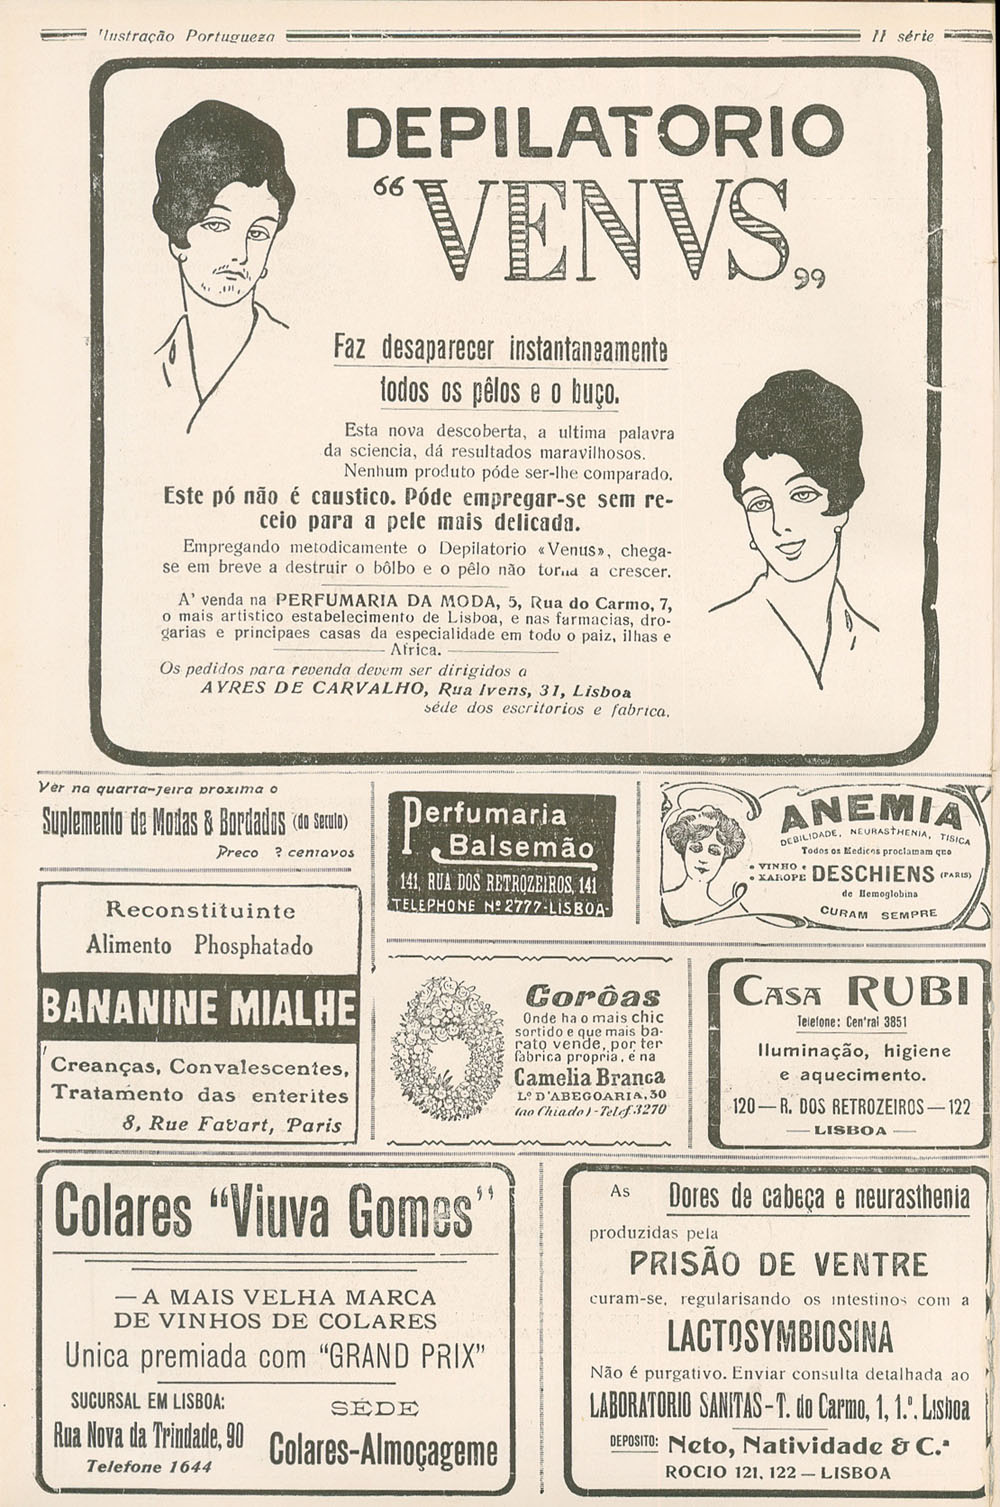 Ilustração Portugueza
II série
DEPILATORIO
“VENVS„
Faz desaparecer instantaneamente
todos os pêlos e o buço.
Esta nova descoberta, a ultima palavra
da sciencia, dá resultados maravilhosos.
Nenhum produto póde ser-lhe comparado.
Este pó não é caustico. Póde empregar-se sem re-
ceio para a pele mais delicada.
Empregando metodicamente o Depilatorio «Venus», chega-
se em breve a destruir o bôlbo e o pêlo não torna a crescer.
A' venda na PERFUMARIA DA MODA, 5, Rua do Carmo, 7,
o mais artistico estabelecimento de Lisboa, e nas farmacias, dro-
garias e principaes casas da especialidade em todo o paiz, ilhas e
Africa.
Os pedidos para revenda devem ser dirigidos a
AYRES DE CARVALHO, Rua Ivens, 31, Lisboa
séde dos escritorios e fabrica.
Ver na quarta-feira proxima o
Suplemento de Modas & Bordados (do Seculo)
Preco ? centavos
Reconstituinte
Alimento Phosphatado
BANANINE MIALHE
Creanças, Convalescentes,
Tratamento das enterites
8, Rue Favart, Paris
Perfumaria
Balsemão
141, RUA DOS RETROZEIROS, 141
TELEPHONE Nº 2777-LISBOA-
ANEMIA
DEBILIDADE, NEURASTHENIA, TISICA
Todos os Medicos proclamam que
VINHO
XAROPE DESCHIENS (PARIS)
de Hemoglobina
CURAM SEMPRE
Corôas
Onde ha o mais chic
sortido e que mais ba-
rato vende, por ter
fabrica propria, é na
Camelia Branca
Lº D'ABEGOARIA, 50
(ao Chiado)-Telef 3270
CASA RUBI
Telefone: Central 3851
Iluminação, higiene
e aquecimento.
120—R. DOS RETROZEIROS—122
— LISBOA —
Colares “Viuva Gomes”
—A MAIS VELHA MARCA
DE VINHOS DE COLARES
Unica premiada com “GRAND PRIX”
SUCURSAL EM LISBOA:
Rua Nova da Trindade, 90
Telefone 1644
SÉDE
Colares-Almoçageme
As Dores de cabeça e neurasthenia
produzidas pela
PRISÃO DE VENTRE
curam-se, regularisando os intestinos com a
LACTOSYMBIOSINA
Não é purgativo. Enviar consulta detalhada ao
LABORATORIO SANITAS-T. do Carmo, 1, 1.º. Lisboa
DEPOSITO: Neto, Natividade & C.ª
ROCIO 121, 122 — LISBOA